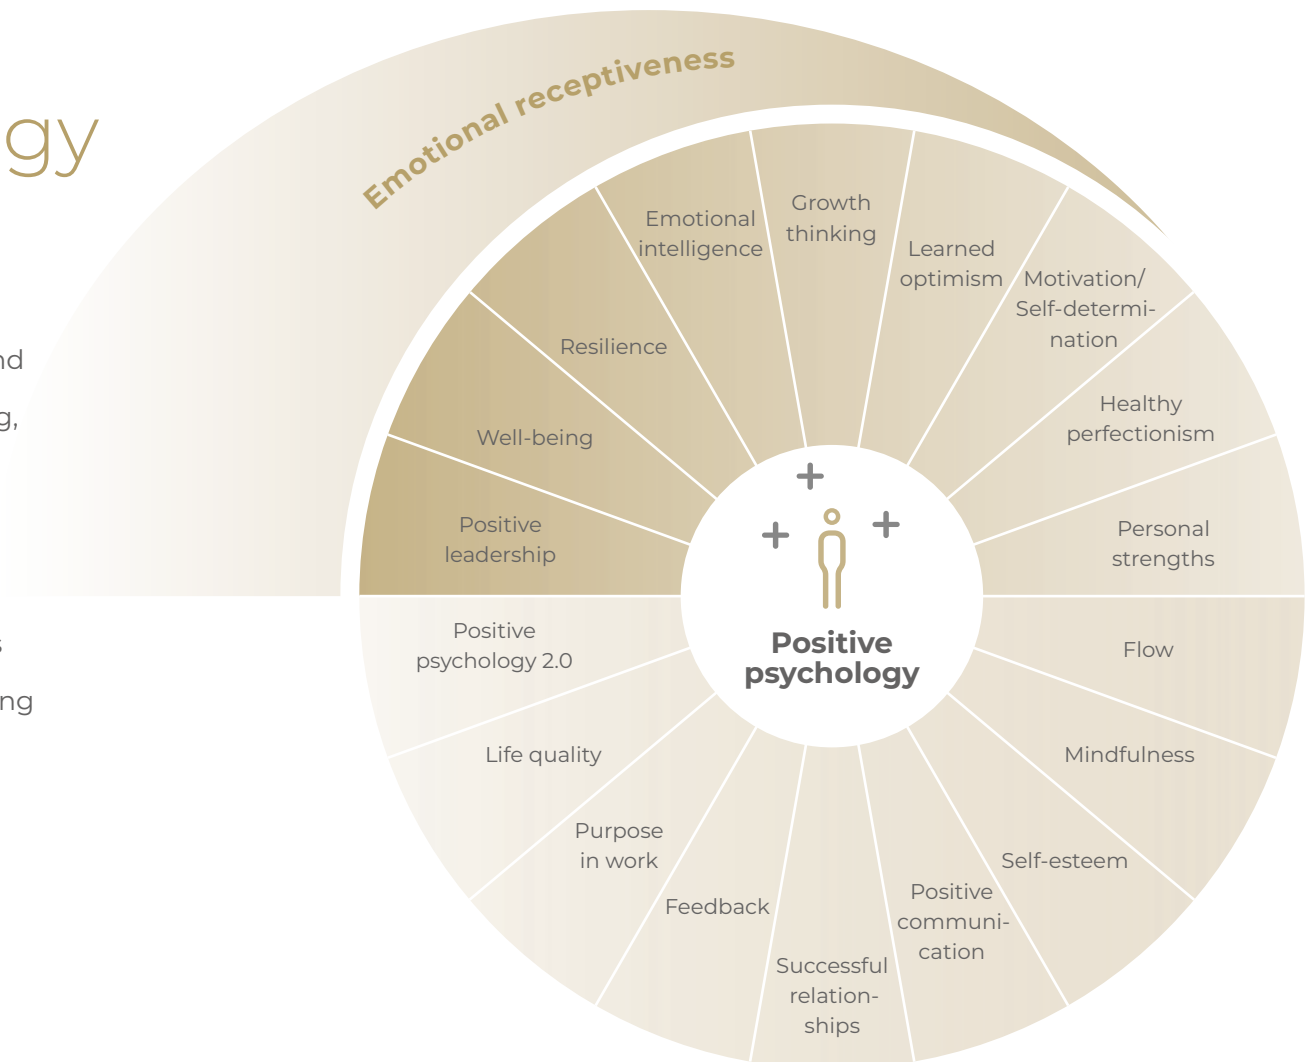 gy
nd
g,
s
ng
Emotional receptiveness
Emotional
intelligence
Growth
thinking
Learned
optimism
Motivation/
Self-determi-
nation
Healthy
perfectionism
Personal
strengths
Flow
Mindfulness
Self-esteem
Positive
communi-
cation
Successful
relation-
ships
Feedback
Purpose
in work
Life quality
Positive
psychology 2.0
Positive
leadership
Well-being
Resilience
Positive
psychology